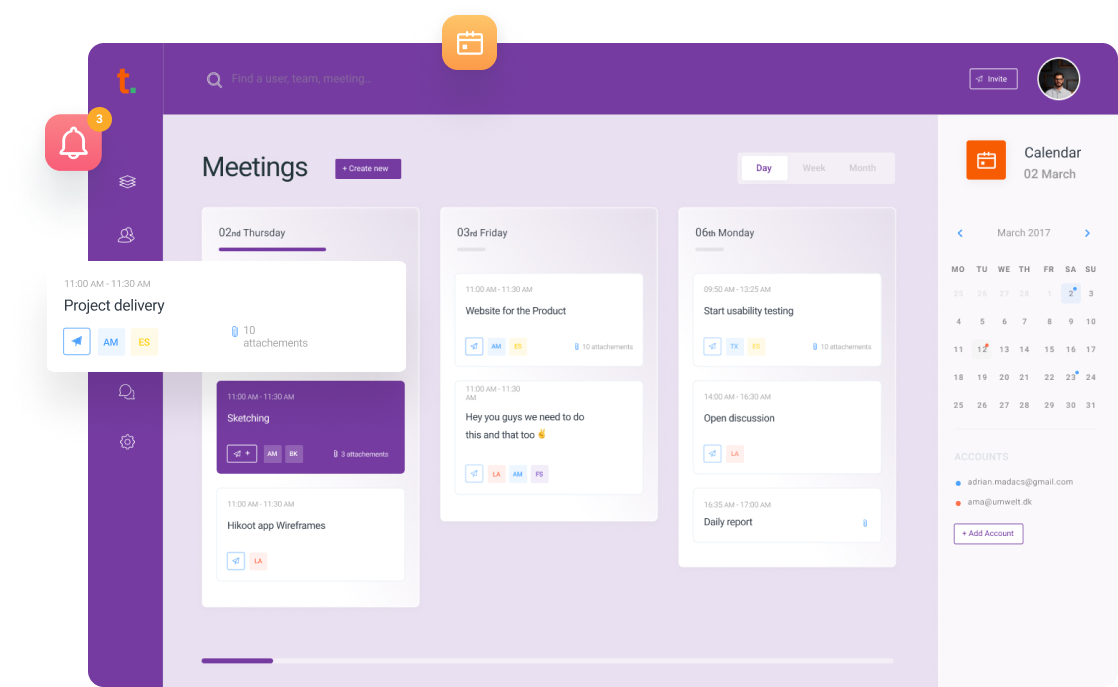 t.
Find a user, team, meeting...
Invite
3
Meetings
+ Create new
Day
Week
Month
02nd Thursday
11:00 AM - 11:30 AM
Project delivery
AM
ES
10
attachements
11:00 AM - 11:30 AM
Sketching
+
AM
BK
3 attachements
11:00 AM - 11:30 AM
Hikoot app Wireframes
LA
03rd Friday
11:00 AM - 11:30 AM
Website for the Product
AM
ES
10 attachements
11:00 AM - 11:30
AM
Hey you guys we need to do
this and that too ✌
LA
AM
FS
06th Monday
09:50 AM - 13:25 AM
Start usability testing
TX
ES
10 attachements
14:00 AM - 16:30 AM
Open discussion
LA
16:35 AM - 17:00 AM
Daily report
Calendar
02 March
March 2017
MO TU WE TH FR SA SU
25 26 27 28 1 2 3
4 5 6 7 8 9 10
11 12 13 14 15 16 17
18 19 20 21 22 23 24
25 26 27 28 29 30 31
ACCOUNTS
adrian.madacs@gmail.com
ama@umwelt.dk
+ Add Account